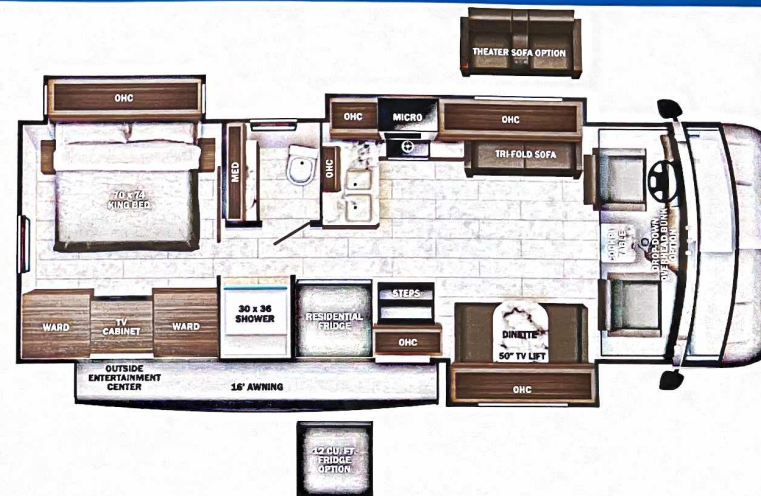 THEATER SOFA OPTION
OHC
OHC
MICRO
OHC
MED
OHC
TRI-FOLD SOFA
70 x 74
KING BED
COCKPIT
TABLE
DROP DOWN
OVERHEAD BUNK
OPTION
WARD
TV
CABINET
WARD
30 x 36
SHOWER
RESIDENTIAL
FRIDGE
STEPS
OHC
DINETTE
50" TV LIFT
OHC
OUTSIDE
ENTERTAINMENT
CENTER
16' AWNING
12 CU. FT.
FRIDGE
OPTION